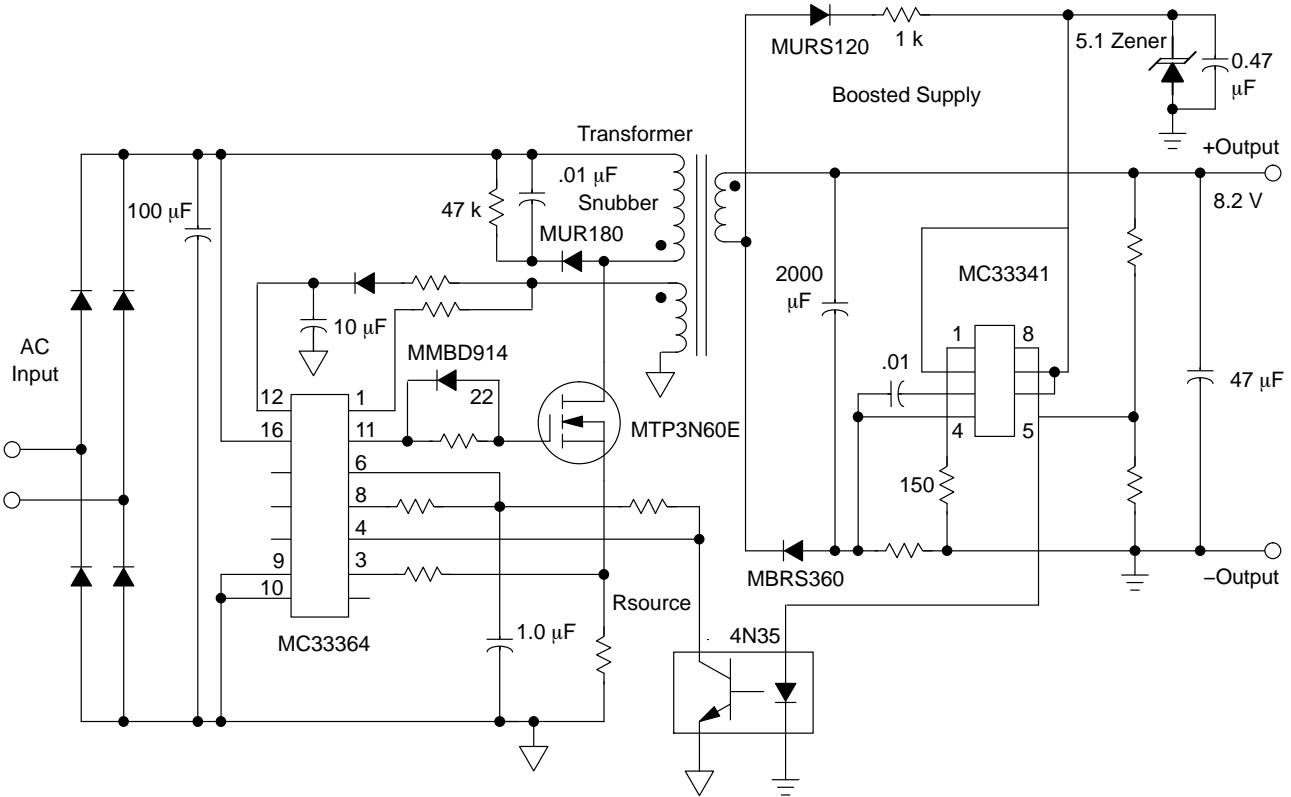 MURS120
1 k
5.1 Zener
0.47
µF
Boosted Supply
Transformer
+Output
8.2 V
100 µF
47 k
.01 µF
Snubber
MUR180
10 µF
2000
µF
MC33341
AC
Input
MMBD914
22
12
1
16
11
6
8
4
9
3
10
MC33364
MTP3N60E
.01
1
8
4
5
47 µF
150
MBRS360
–Output
Rsource
1.0 µF
4N35